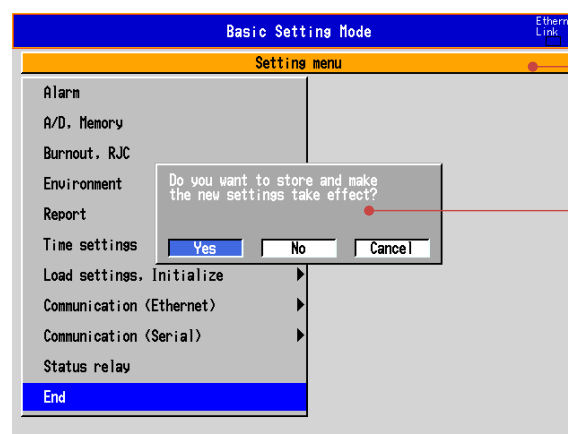 Basic Setting Mode
Ethern
Link
Setting menu
Alarm
A/D, Memory
Burnout, RJC
Environment
Report
Time settings
Load settings, Initialize
Communication (Ethernet)
Communication (Serial)
Status relay
End
Do you want to store and make
the new settings take effect?
Yes
No
Cancel